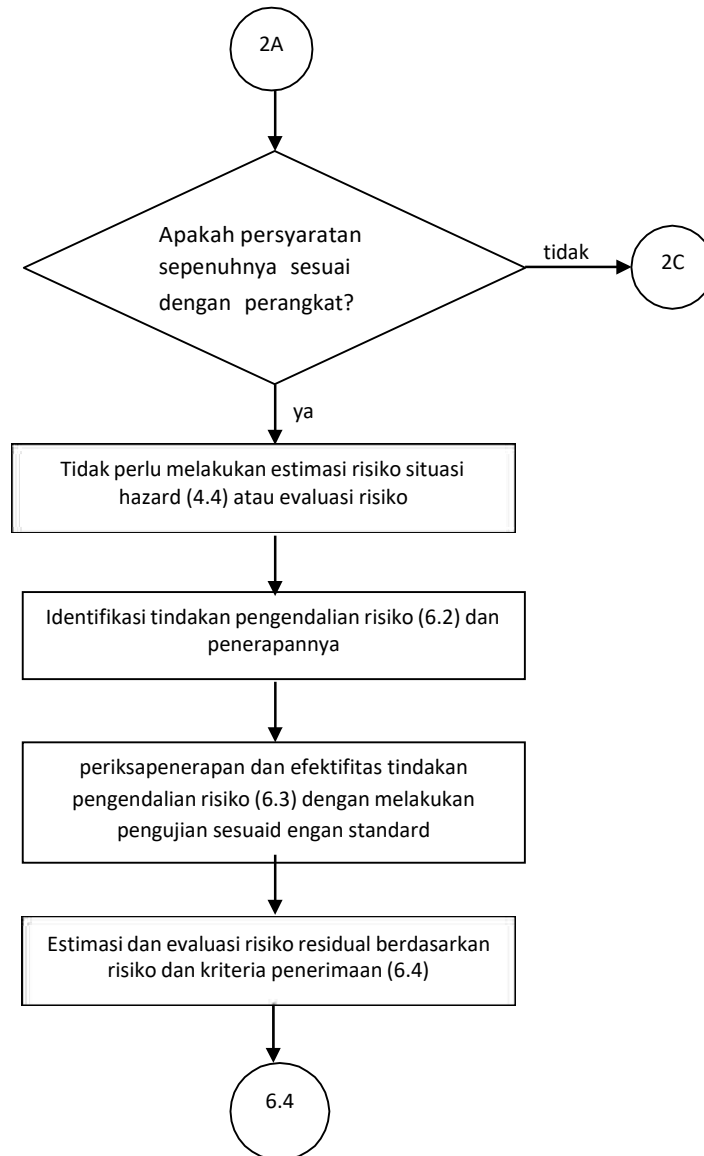 2A
Apakah persyaratan
sepenuhnya sesuai
dengan perangkat?
tidak
2C
ya
Tidak perlu melakukan estimasi risiko situasi
hazard (4.4) atau evaluasi risiko
Identifikasi tindakan pengendalian risiko (6.2) dan
penerapannya
periksapenerapan dan efektifitas tindakan
pengendalian risiko (6.3) dengan melakukan
pengujian sesuaid engan standard
Estimasi dan evaluasi risiko residual berdasarkan
risiko dan kriteria penerimaan (6.4)
6.4